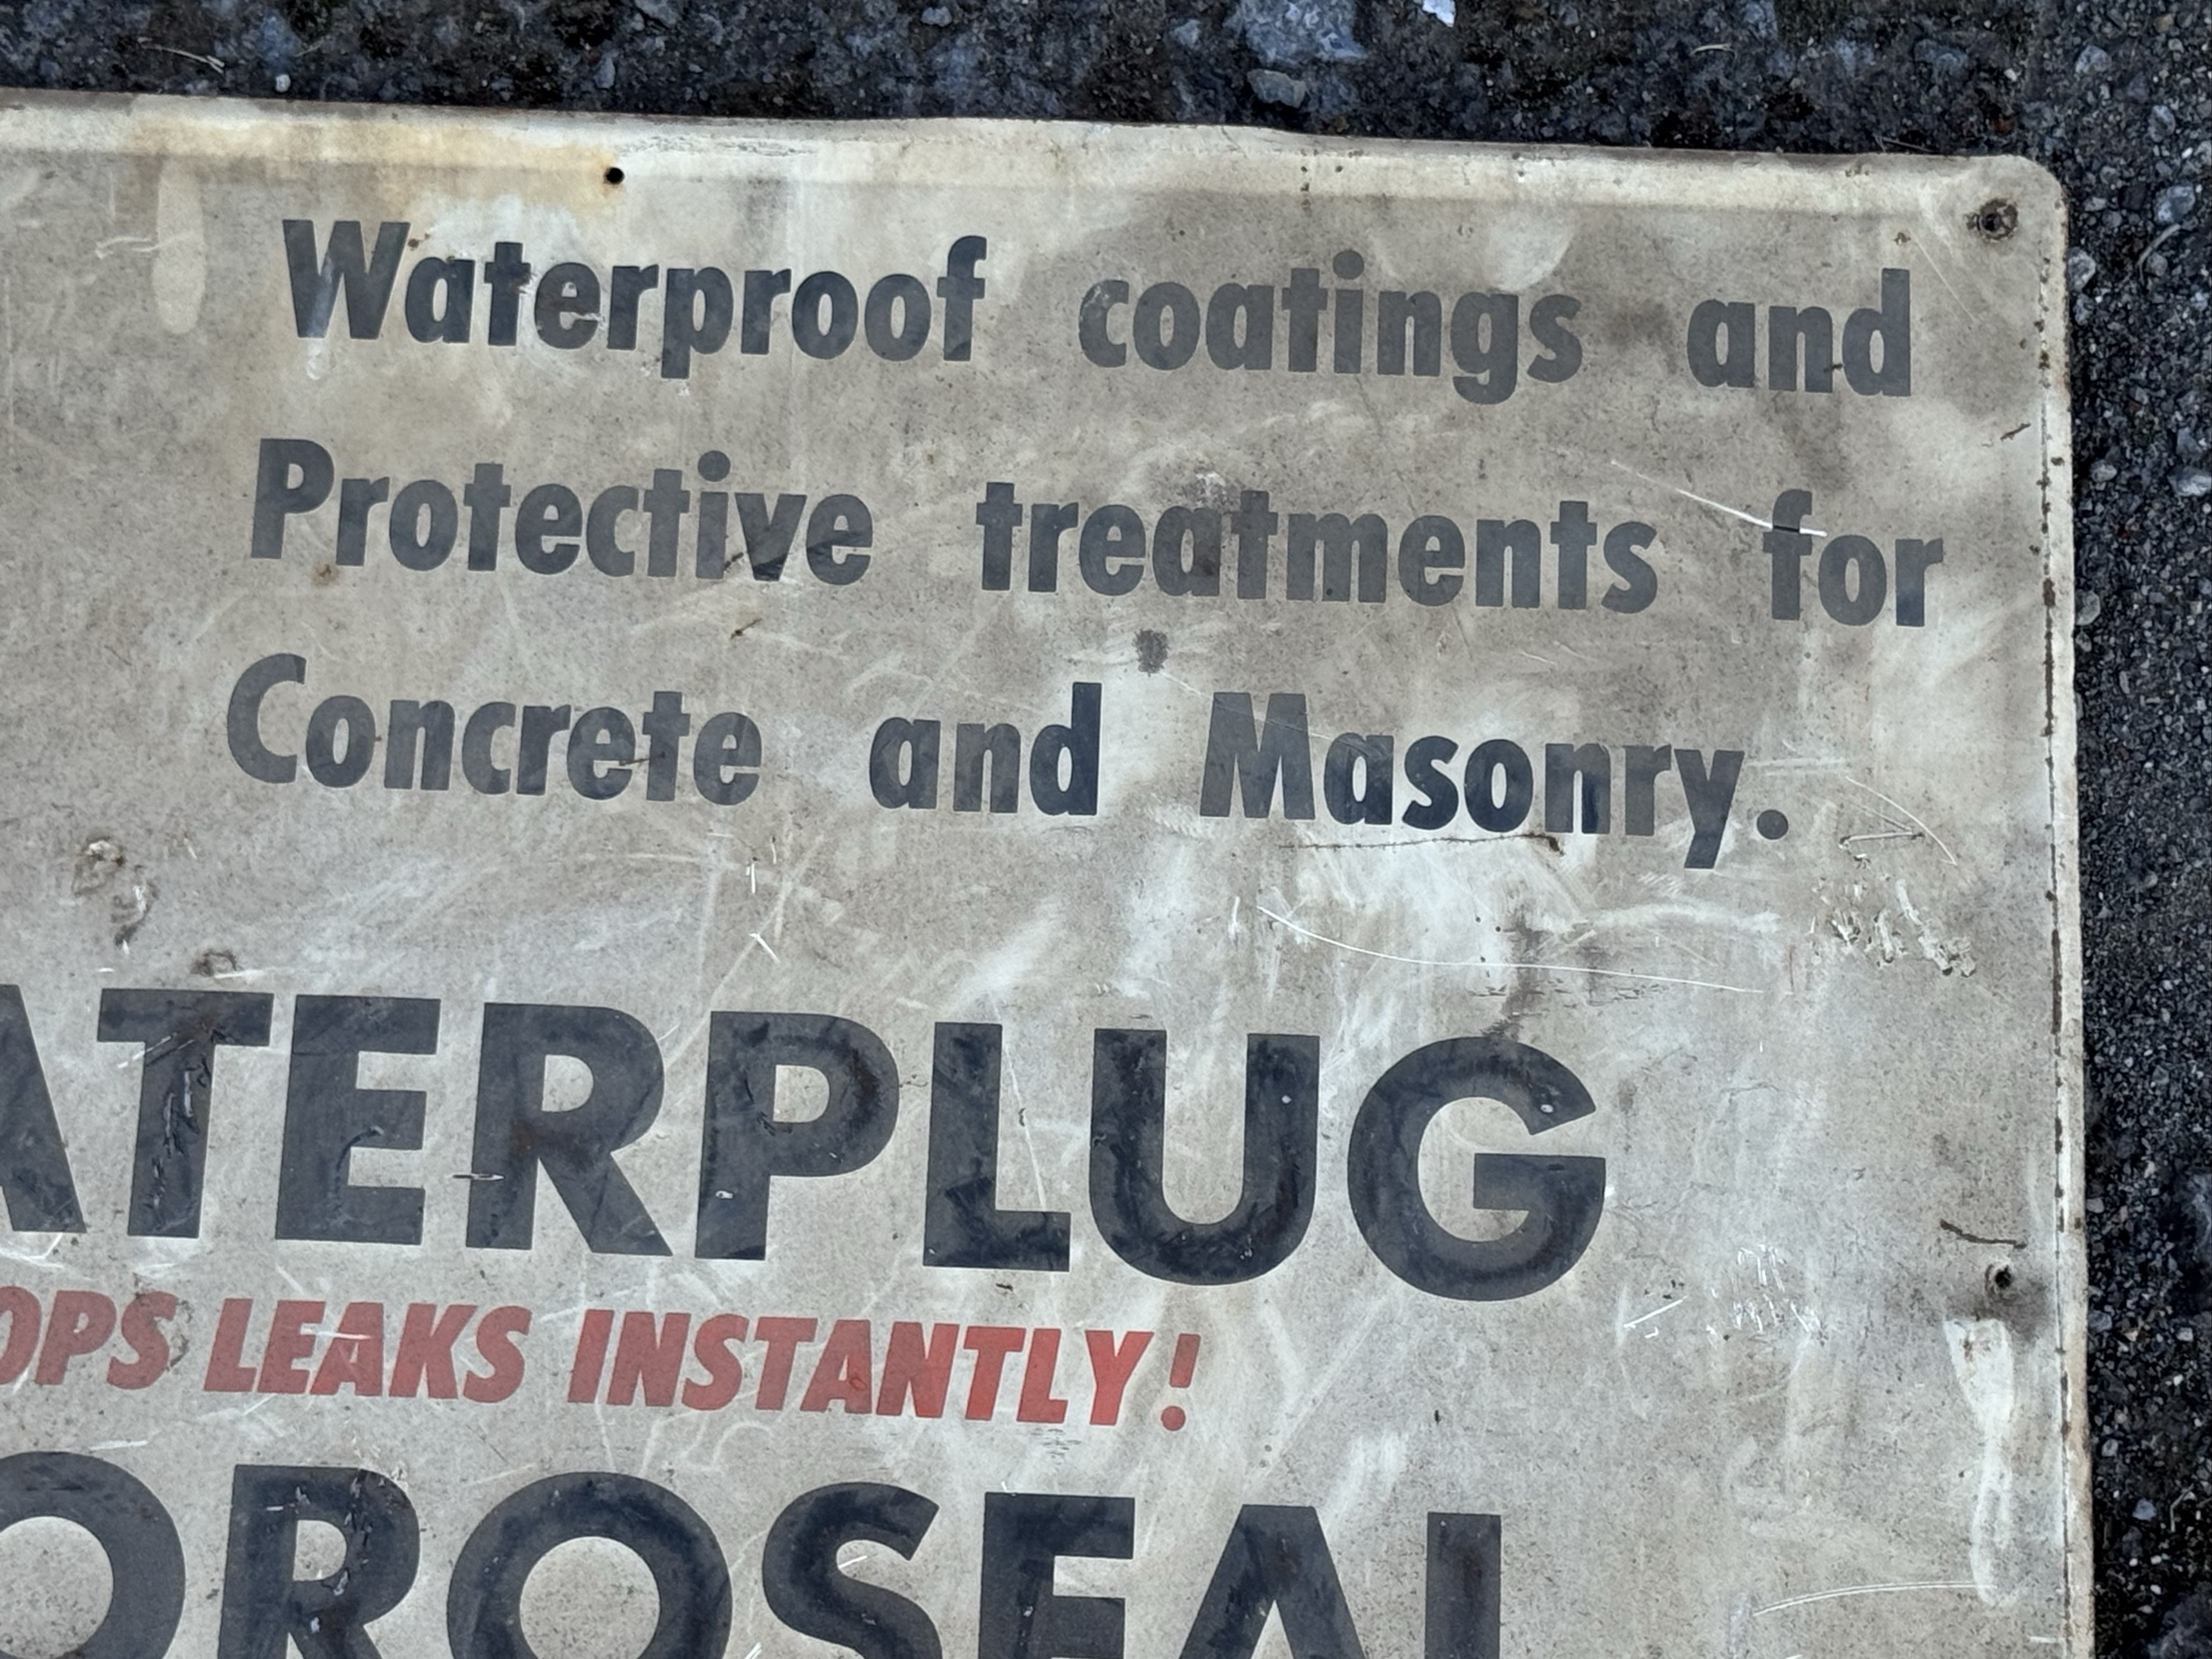 Waterproof coatings and
Protective treatments for
Concrete and Masonry.
ATERPLUG
OPS LEAKS INSTANTLY!
OROSEAL